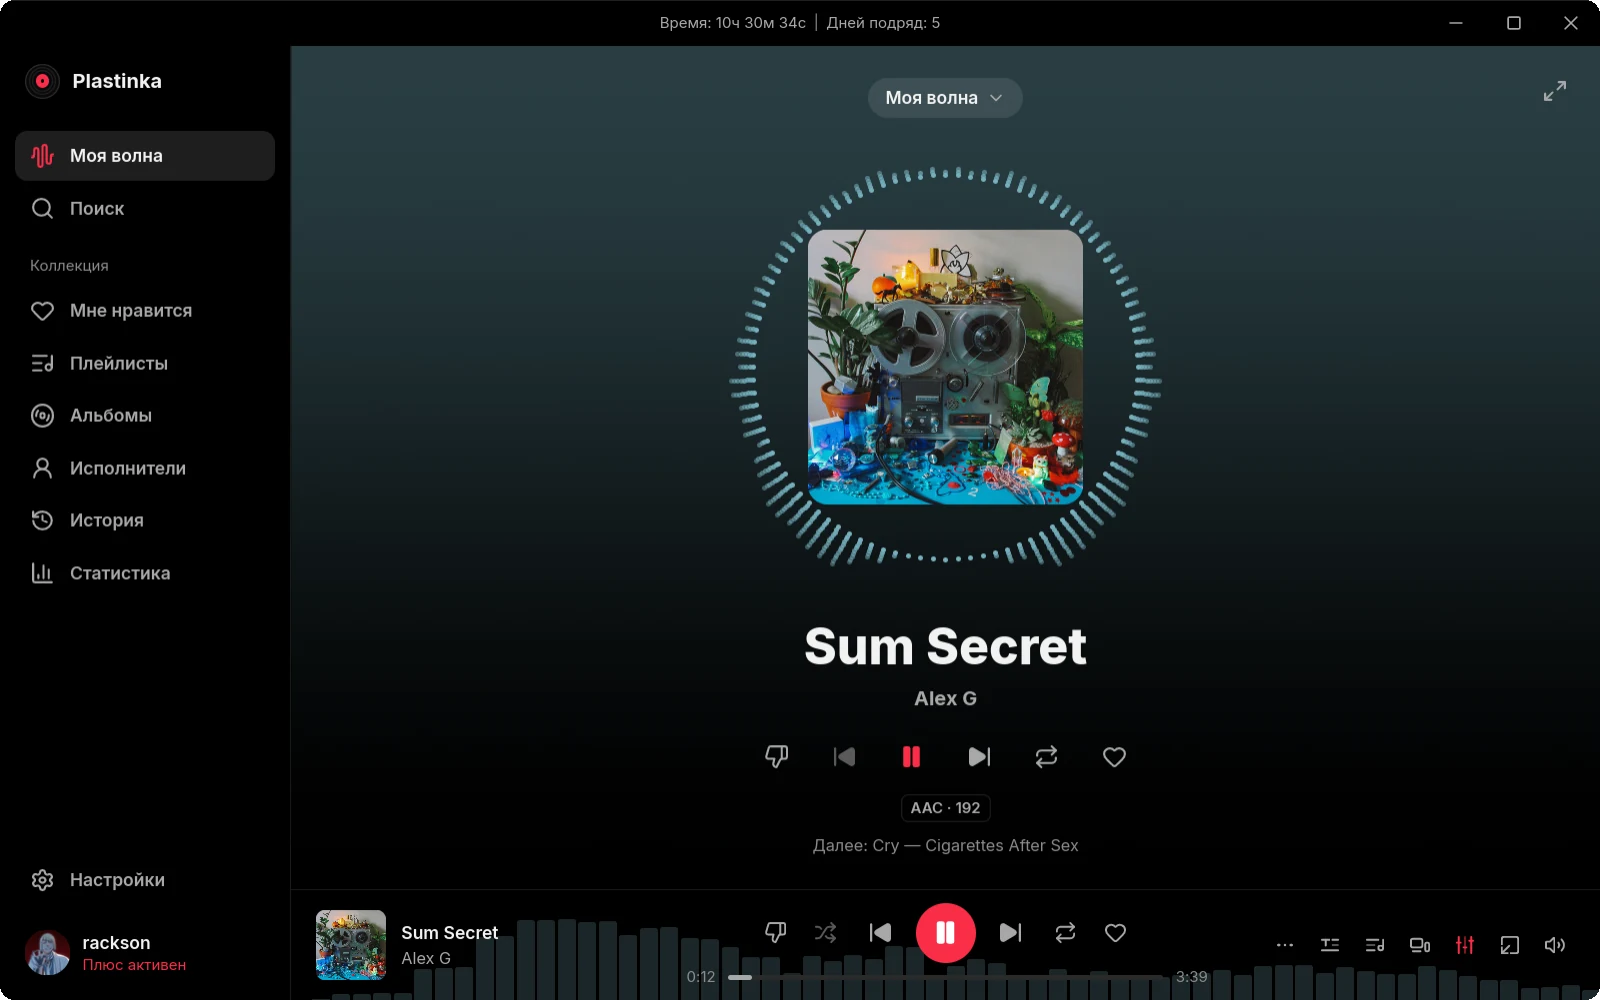 Время: 10ч 30м 34с | Дней подряд: 5
Plastinka
Моя волна
Поиск
Коллекция
Мне нравится
Плейлисты
Альбомы
Исполнители
История
Статистика
Настройки
rackson
Плюс активен
Моя волна
Sum Secret
Alex G
AAC · 192
Далее: Cry — Cigarettes After Sex
Sum Secret
Alex G
0:12
3:39